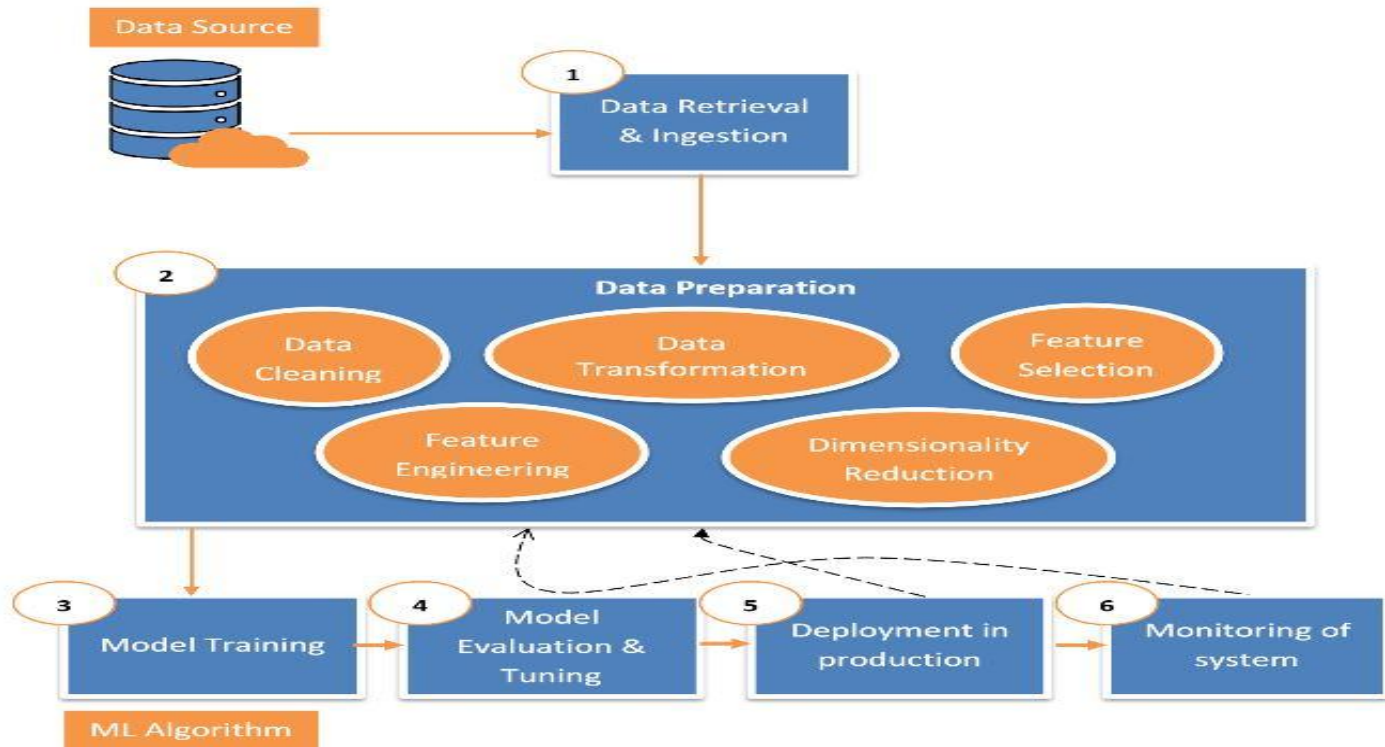 Data Source
1
Data Retrieval
& Ingestion
2
Data Preparation
Data
Cleaning
Data
Transformation
Feature
Selection
Feature
Engineering
Dimensionality
Reduction
3
Model Training
4
Model
Evaluation &
Tuning
5
Deployment in
production
6
Monitoring of
system
ML Algorithm